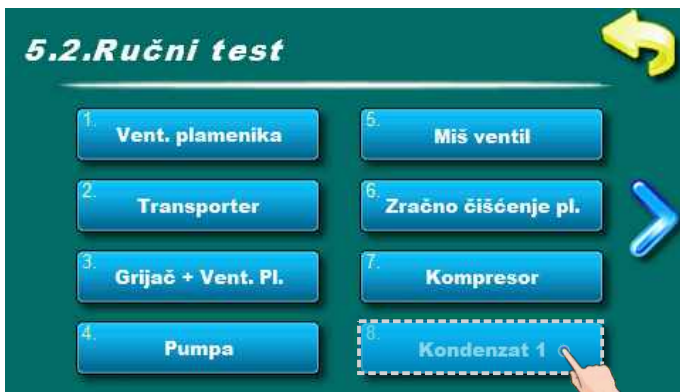 5.2.Ručni test
1. Vent. plamenika
2. Transporter
3. Grijač + Vent. Pl.
4. Pumpa
5. Miš ventil
6. Zračno čišćenje pl.
7. Kompresor
8. Kondenzat 1